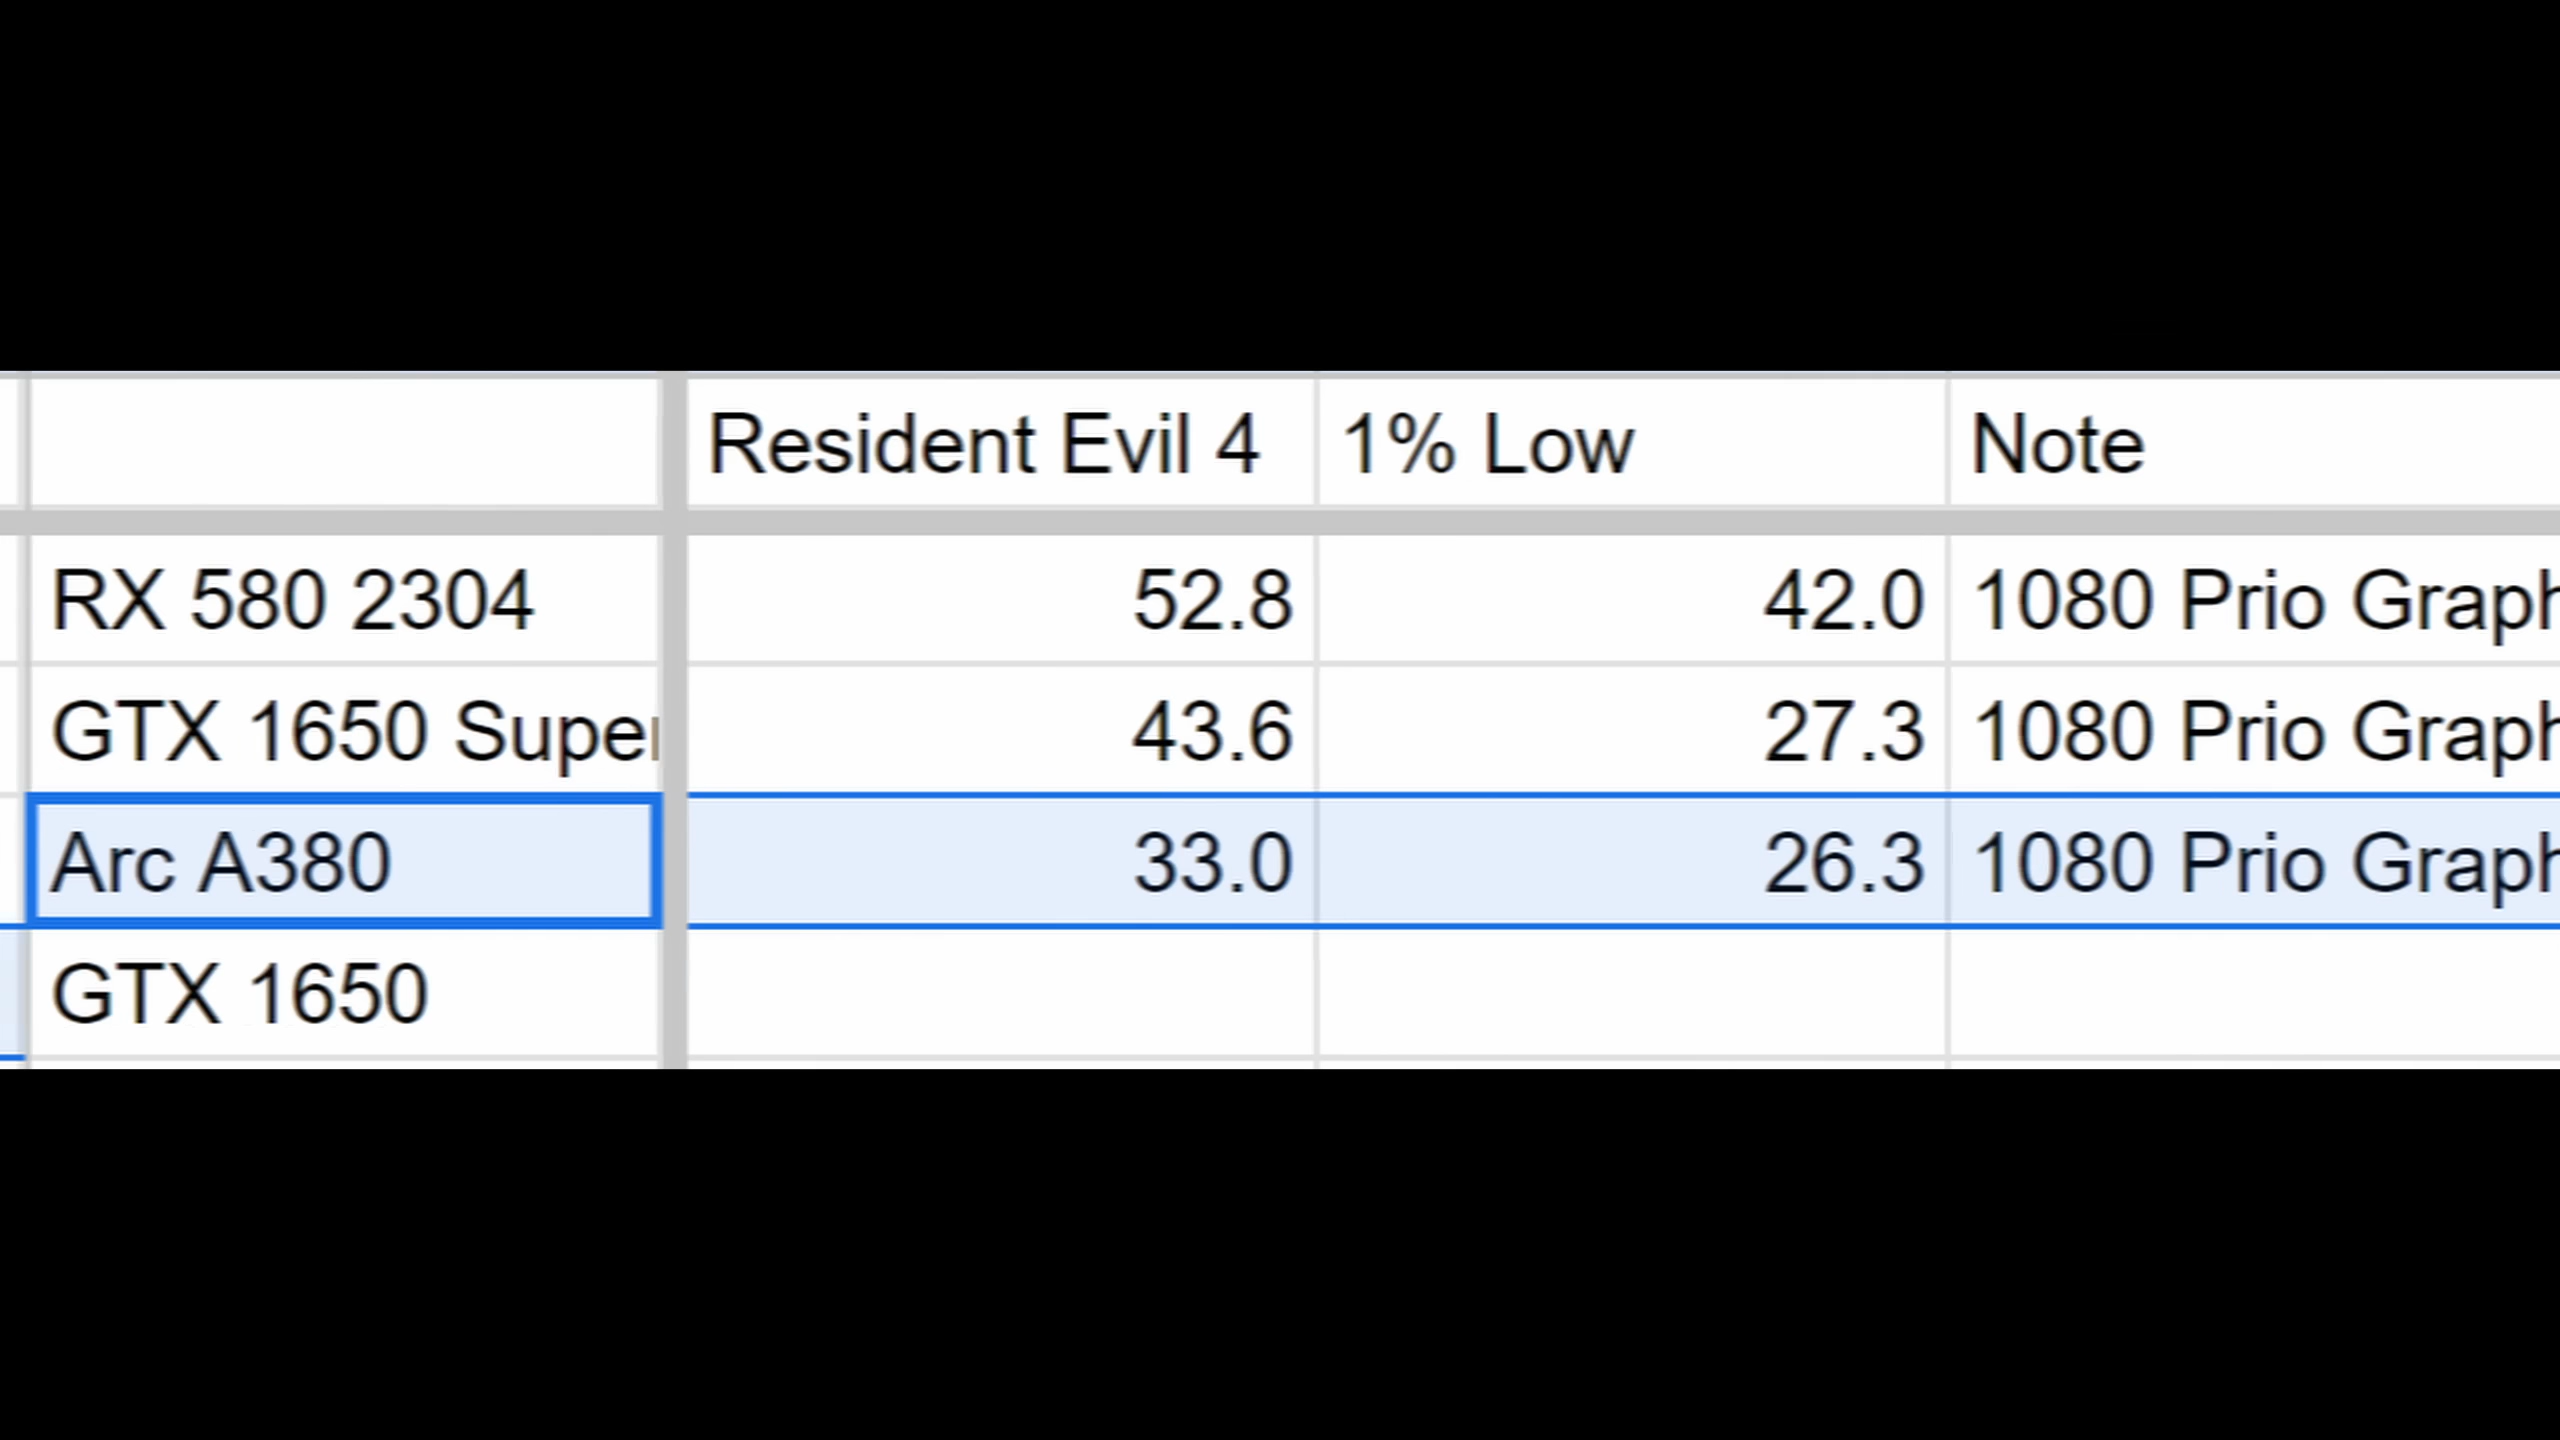 Resident Evil 4 1% Low Note
RX 580 2304 52.8 42.0 1080 Prio Graph
GTX 1650 Super 43.6 27.3 1080 Prio Graph
Arc A380 33.0 26.3 1080 Prio Graph
GTX 1650